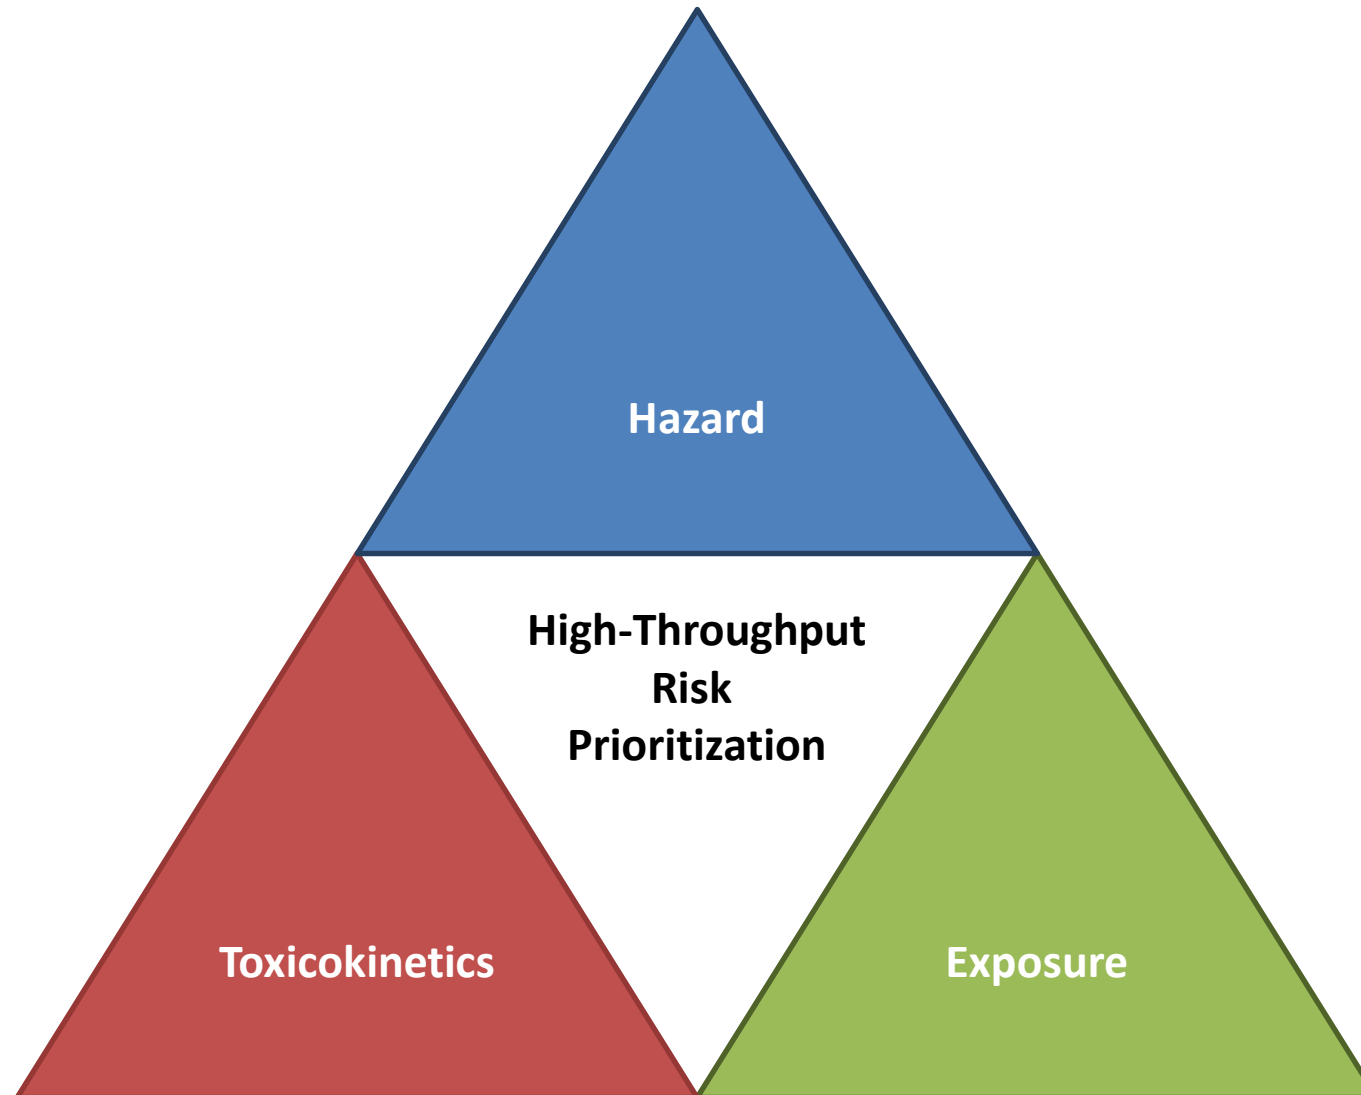 Hazard
High-Throughput
Risk
Prioritization
Toxicokinetics
Exposure